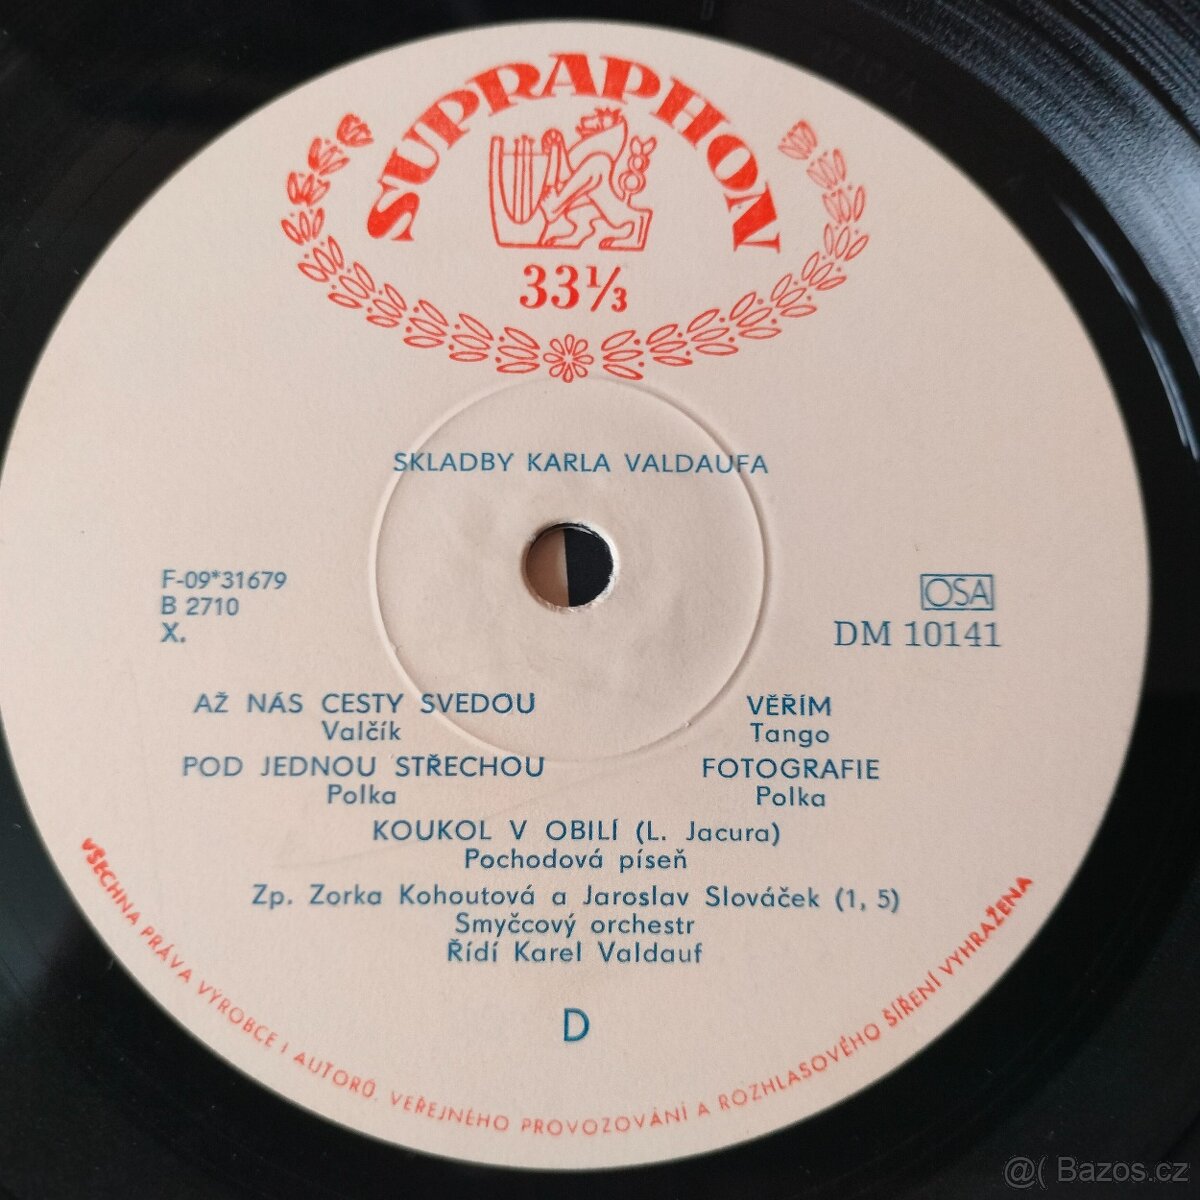 SUPRAPHON
33⅓
SKLADBY KARLA VALDAUFA
F-09*31679
B 2710
X.
OSA
DM 10141
AŽ NÁS CESTY SVEDOU
Valčík
VĚŘÍM
Tango
POD JEDNOU STŘECHOU
Polka
FOTOGRAFIE
Polka
KOUKOL V OBILÍ (L. Jacura)
Pochodová píseň
Zp. Zorka Kohoutová a Jaroslav Slováček (1, 5)
Smyčcový orchestr
Řídí Karel Valdauf
D
VŠECHNA PRÁVA VÝROBCE I AUTORŮ, VEŘEJNÉHO PROVOZOVÁNÍ A ROZHLASOVÉHO ŠÍŘENÍ VYHRAŽENA
@( Bazos.cz